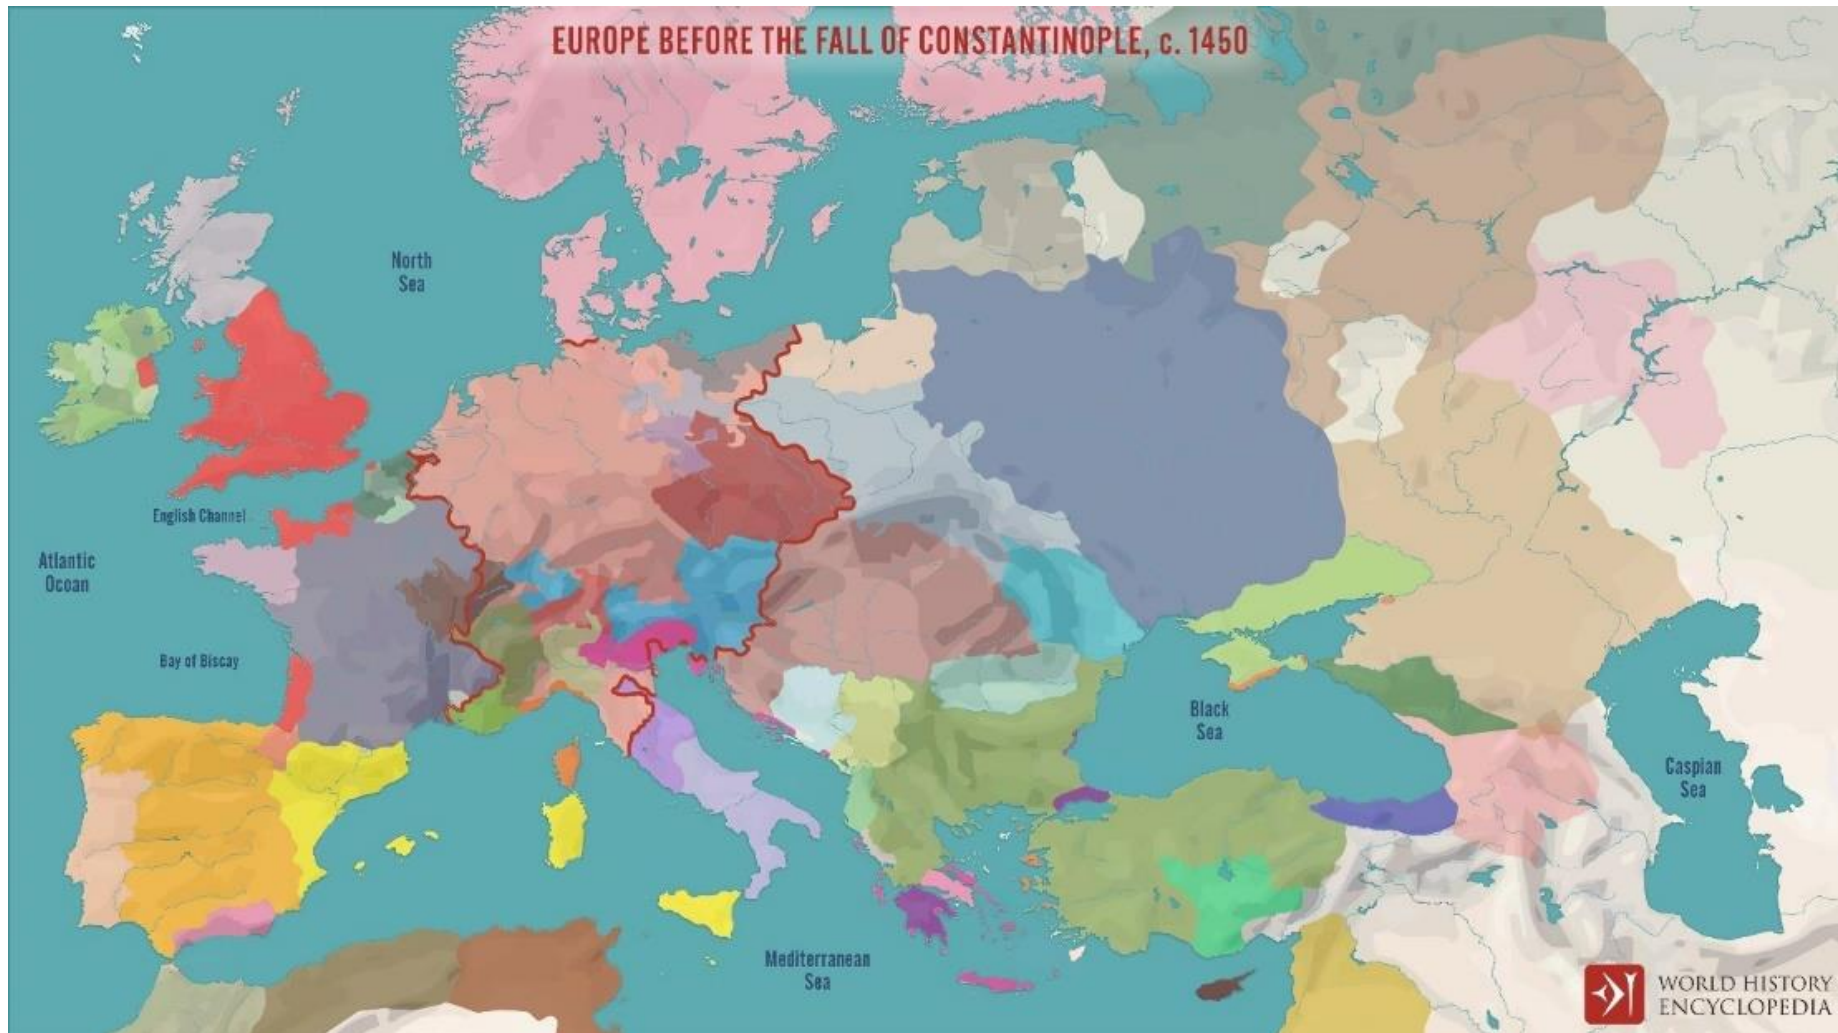 EUROPE BEFORE THE FALL OF CONSTANTINOPLE, c. 1450
North
Sea
English Channel
Atlantic
Ocoan
Bay of Biscay
Black
Sea
Caspian
Sea
Mediterranean
Sea
WORLD HISTORY
ENCYCLOPEDIA